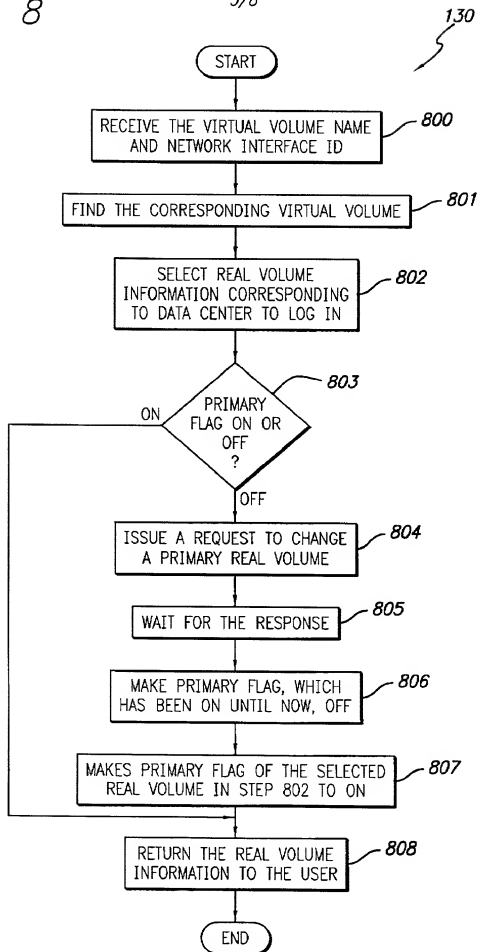 8
130
START
RECEIVE THE VIRTUAL VOLUME NAME
AND NETWORK INTERFACE ID
800
FIND THE CORRESPONDING VIRTUAL VOLUME
801
SELECT REAL VOLUME
INFORMATION CORRESPONDING
TO DATA CENTER TO LOG IN
802
803
ON
PRIMARY
FLAG ON OR
OFF
?
OFF
ISSUE A REQUEST TO CHANGE
A PRIMARY REAL VOLUME
804
WAIT FOR THE RESPONSE
805
MAKE PRIMARY FLAG, WHICH
HAS BEEN ON UNTIL NOW, OFF
806
MAKES PRIMARY FLAG OF THE SELECTED
REAL VOLUME IN STEP 802 TO ON
807
RETURN THE REAL VOLUME
INFORMATION TO THE USER
808
END